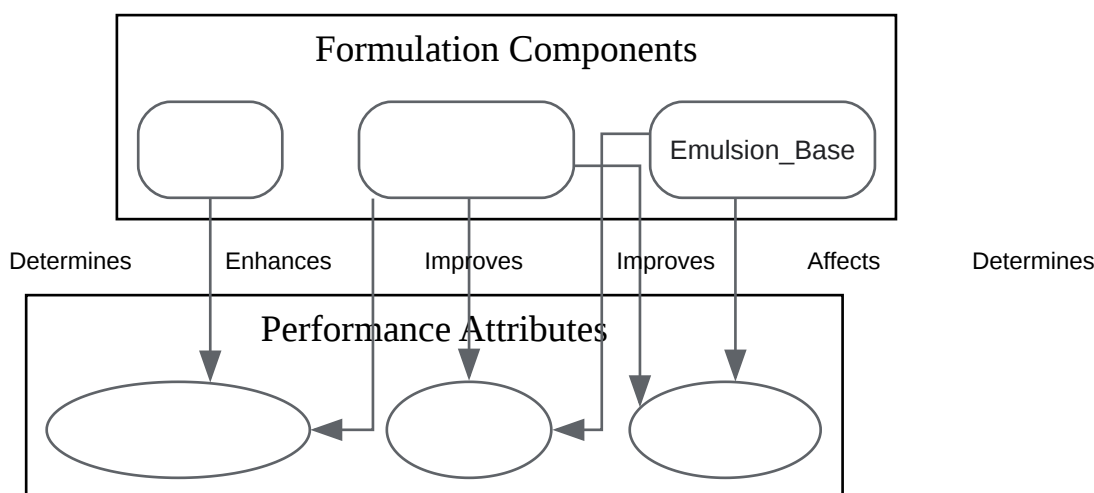 Formulation Components
Emulsion_Base
Determines Enhances Improves Improves Affects Determines
Performance Attributes